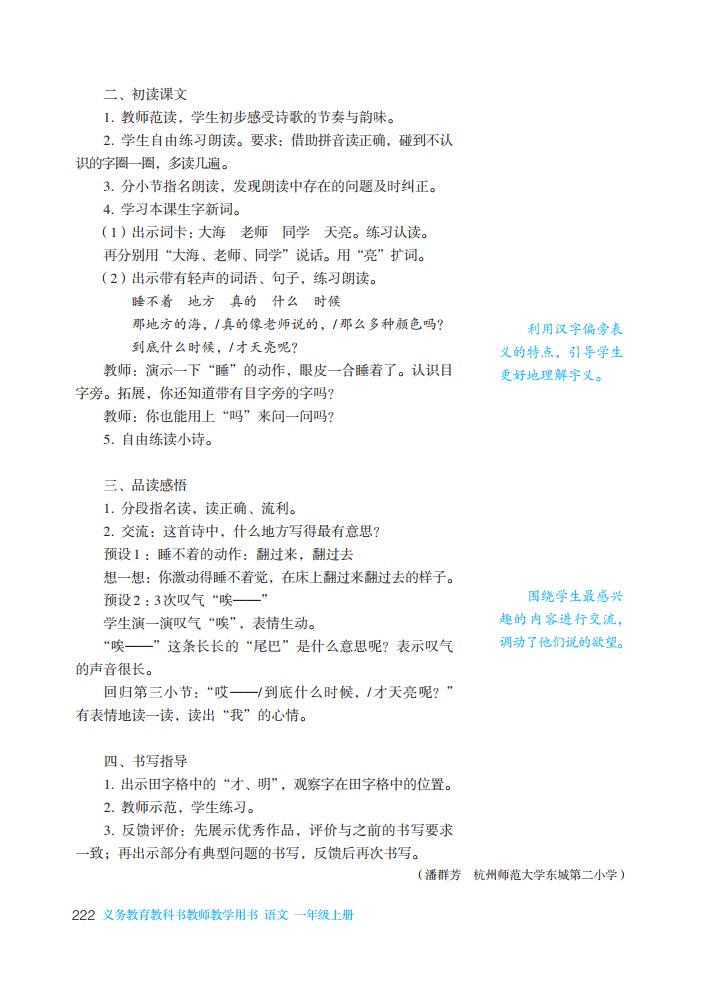 二、初读课文
1. 教师范读，学生初步感受诗歌的节奏与韵味。
2. 学生自由练习朗读。要求：借助拼音读正确，碰到不认
识的字圈一圈，多读几遍。
3. 分小节指名朗读，发现朗读中存在的问题及时纠正。
4. 学习本课生字新词。
（1）出示词卡：大海　老师　同学　天亮。练习认读。
再分别用“大海、老师、同学”说话。用“亮”扩词。
（2）出示带有轻声的词语、句子，练习朗读。
睡不着　地方　真的　什么　时候
那地方的海，/真的像老师说的，/那么多种颜色吗？
到底什么时候，/才天亮呢？
利用汉字偏旁表
义的特点，引导学生
更好地理解字义。
教师：演示一下“睡”的动作，眼皮一合睡着了。认识目
字旁。拓展，你还知道带有目字旁的字吗？
教师：你也能用上“吗”来问一问吗？
5. 自由练读小诗。
三、品读感悟
1. 分段指名读，读正确、流利。
2. 交流：这首诗中，什么地方写得最有意思？
预设1：睡不着的动作：翻过来，翻过去
想一想：你激动得睡不着觉，在床上翻过来翻过去的样子。
预设2：3次叹气“唉——”
学生演一演叹气“唉”，表情生动。
“唉——”这条长长的“尾巴”是什么意思呢？表示叹气
的声音很长。
围绕学生最感兴
趣的内容进行交流，
调动了他们说的欲望。
回归第三小节：“哎——/到底什么时候，/才天亮呢？”
有表情地读一读，读出“我”的心情。
四、书写指导
1. 出示田字格中的“才、明”，观察字在田字格中的位置。
2. 教师示范，学生练习。
3. 反馈评价：先展示优秀作品，评价与之前的书写要求
一致；再出示部分有典型问题的书写，反馈后再次书写。
（潘群芳　杭州师范大学东城第二小学）
222 义务教育教科书教师教学用书 语文 一年级上册